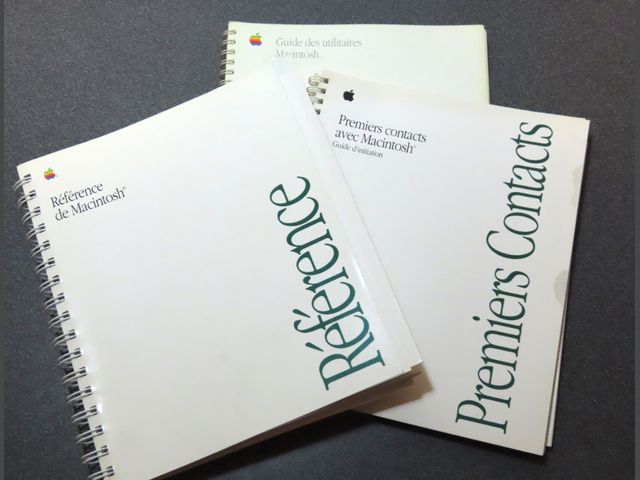 Guide des utilitaires
Macintosh
Premiers contacts
avec Macintosh®
Guide d'initiation
Premiers Contacts
Référence
de Macintosh®
Référence